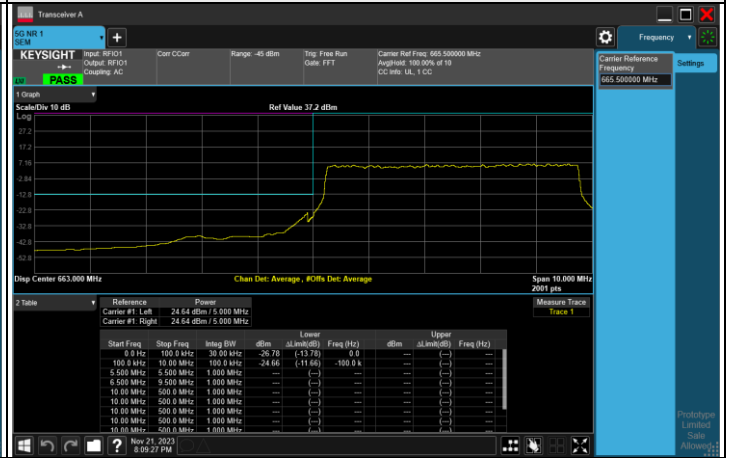 Transceiver A
5G NR 1
SEM
Frequency
KEYSIGHT
PASS
Input: RFIO1
Output: RFIO1
Coupling: AC
Corr CCorr
Range: -45 dBm
Trig: Free Run
Gate: FFT
Carrier Ref Freq: 665.500000 MHz
Avg|Hold: 100.00% of 10
CC Info: UL, 1 CC
Carrier Reference
Frequency
665.500000 MHz
Settings
1 Graph
Scale/Div 10 dB
Ref Value 37.2 dBm
Log
27.2
17.2
7.16
-2.84
-12.8
-22.8
-32.8
-42.8
-52.8
Disp Center 663.000 MHz
Chan Det: Average , #Offs Det: Average
Span 10.000 MHz
2001 pts
2 Table
Reference Power
Carrier #1: Left 24.64 dBm / 5.000 MHz
Carrier #1: Right 24.64 dBm / 5.000 MHz
Measure Trace
Trace 1
Lower Upper
Start Freq Stop Freq Integ BW dBm ΔLimit(dB) Freq (Hz) dBm ΔLimit(dB) Freq (Hz)
0.0 Hz 100.0 kHz 30.00 kHz -26.78 (-13.78) 0.0 --- (---) ---
100.0 kHz 10.00 MHz 100.0 kHz -24.66 (-11.66) -100.0 k --- (---) ---
5.500 MHz 5.500 MHz 1.000 MHz --- (---) --- --- (---) ---
6.500 MHz 9.500 MHz 1.000 MHz --- (---) --- --- (---) ---
10.00 MHz 500.0 MHz 1.000 MHz --- (---) --- --- (---) ---
10.00 MHz 500.0 MHz 1.000 MHz --- (---) --- --- (---) ---
10.00 MHz 500.0 MHz 1.000 MHz --- (---) --- --- (---) ---
10.00 MHz 500.0 MHz 1.000 MHz --- (---) --- --- (---) ---
Nov 21, 2023
8:09:27 PM
?
Prototype
Limited
Sale
Allowed